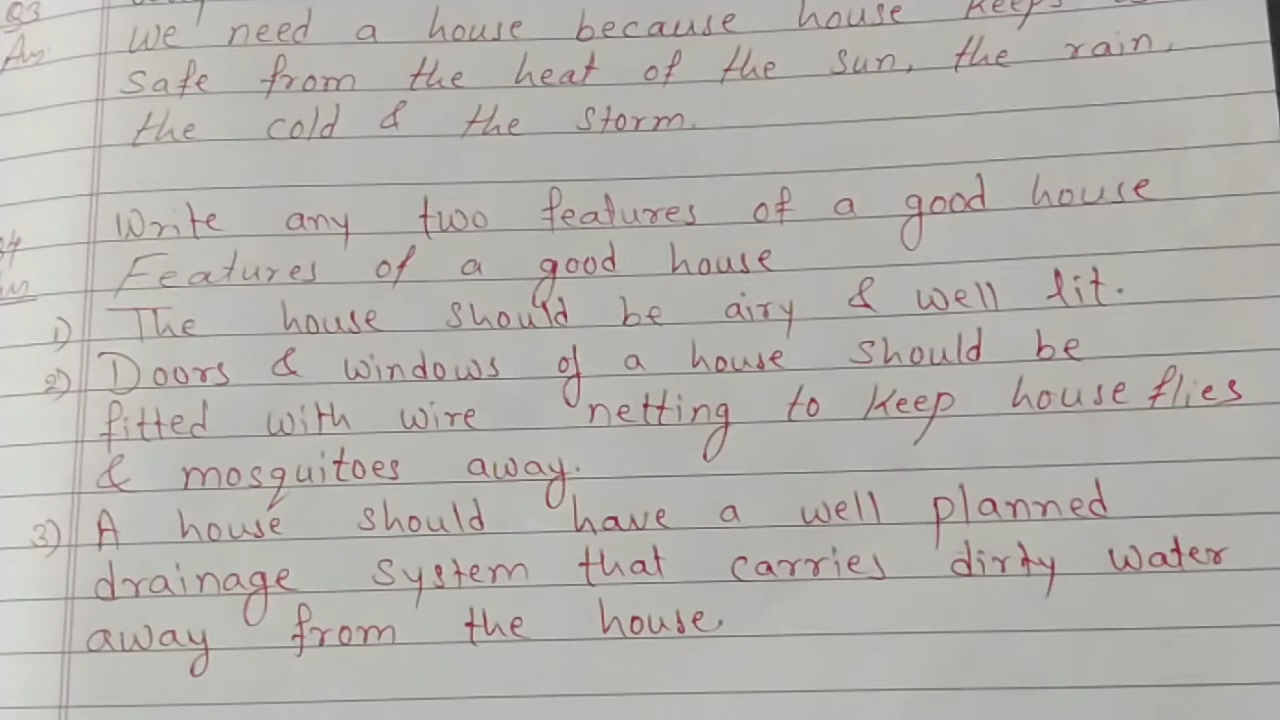 Q3
Ans we need a house because house keeps
safe from the heat of the sun, the rain,
the cold & the storm.
Write any two features of a good house
Features of a good house
1) The house should be airy & well lit.
2) Doors & windows of a house should be
fitted with wire netting to keep house flies
& mosquitoes away.
3) A house should have a well planned
drainage system that carries dirty water
away from the house.